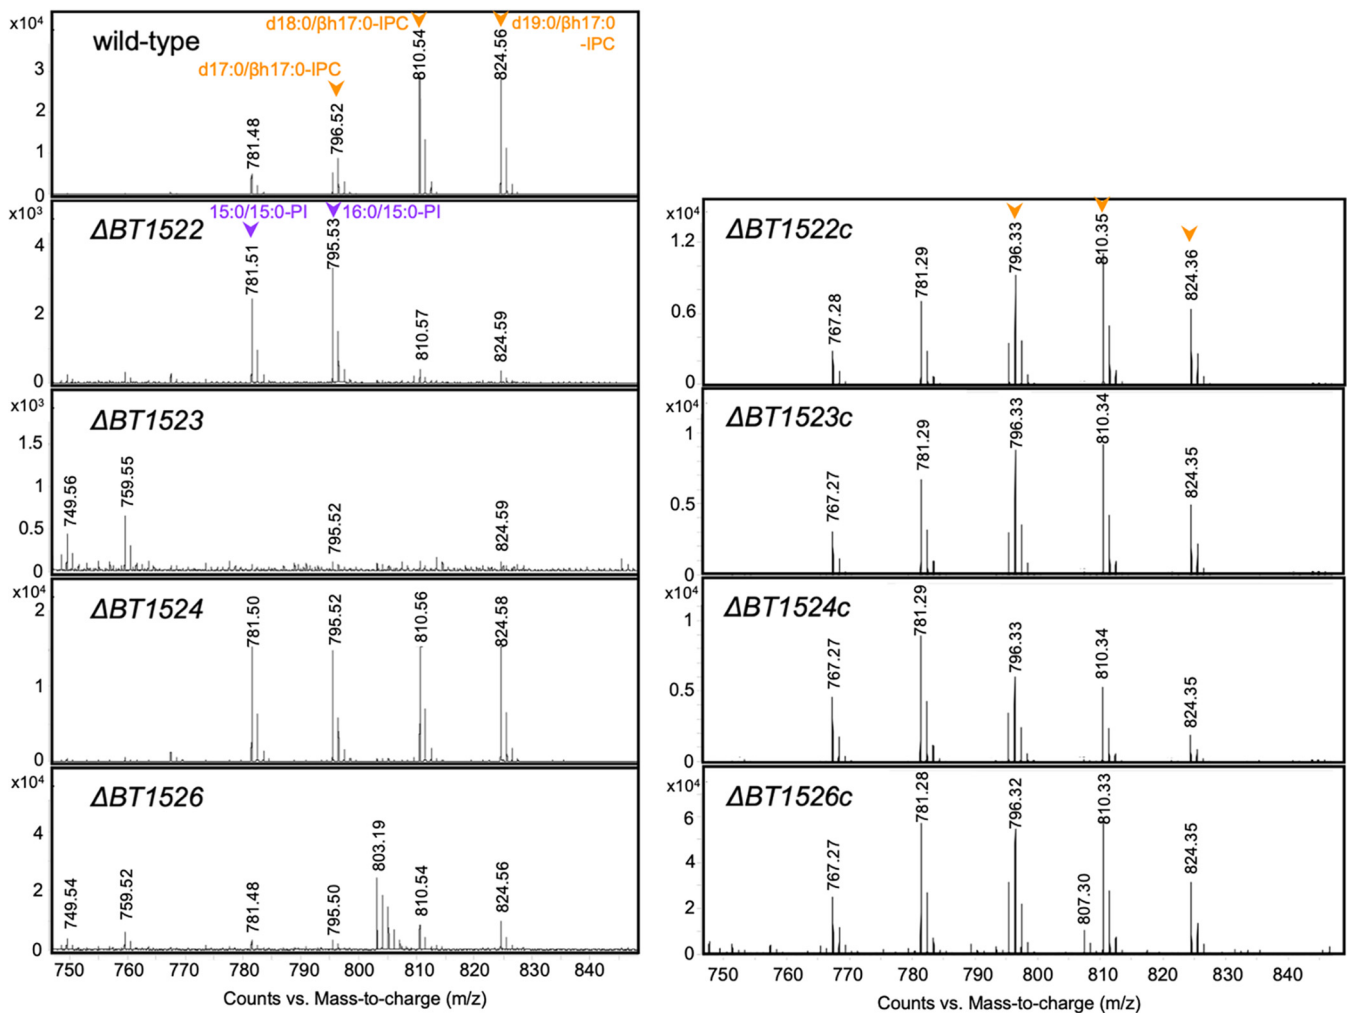 x10⁴
wild-type
d18:0/βh17:0-IPC
d19:0/βh17:0
-IPC
d17:0/βh17:0-IPC
3
2
1
0
781.48
796.52
810.54
824.56
x10³
ΔBT1522
15:0/15:0-PI
16:0/15:0-PI
4
2
0
781.51
795.53
810.57
824.59
x10³
ΔBT1523
1.5
1
0.5
0
749.56
759.55
795.52
824.59
x10⁴
ΔBT1524
2
1
0
781.50
795.52
810.56
824.58
x10⁴
ΔBT1526
4
2
0
749.54
759.52
781.48
795.50
803.19
810.54
824.56
750 760 770 780 790 800 810 820 830 840
Counts vs. Mass-to-charge (m/z)
x10⁴
ΔBT1522c
1.2
0.6
0
767.28
781.29
796.33
810.35
824.36
x10⁴
ΔBT1523c
1
0.5
0
767.27
781.29
796.33
810.34
824.35
x10⁴
ΔBT1524c
1
0.5
0
767.27
781.29
796.33
810.34
824.35
x10⁴
ΔBT1526c
6
4
2
0
767.27
781.28
796.32
807.30
810.33
824.35
750 760 770 780 790 800 810 820 830 840
Counts vs. Mass-to-charge (m/z)